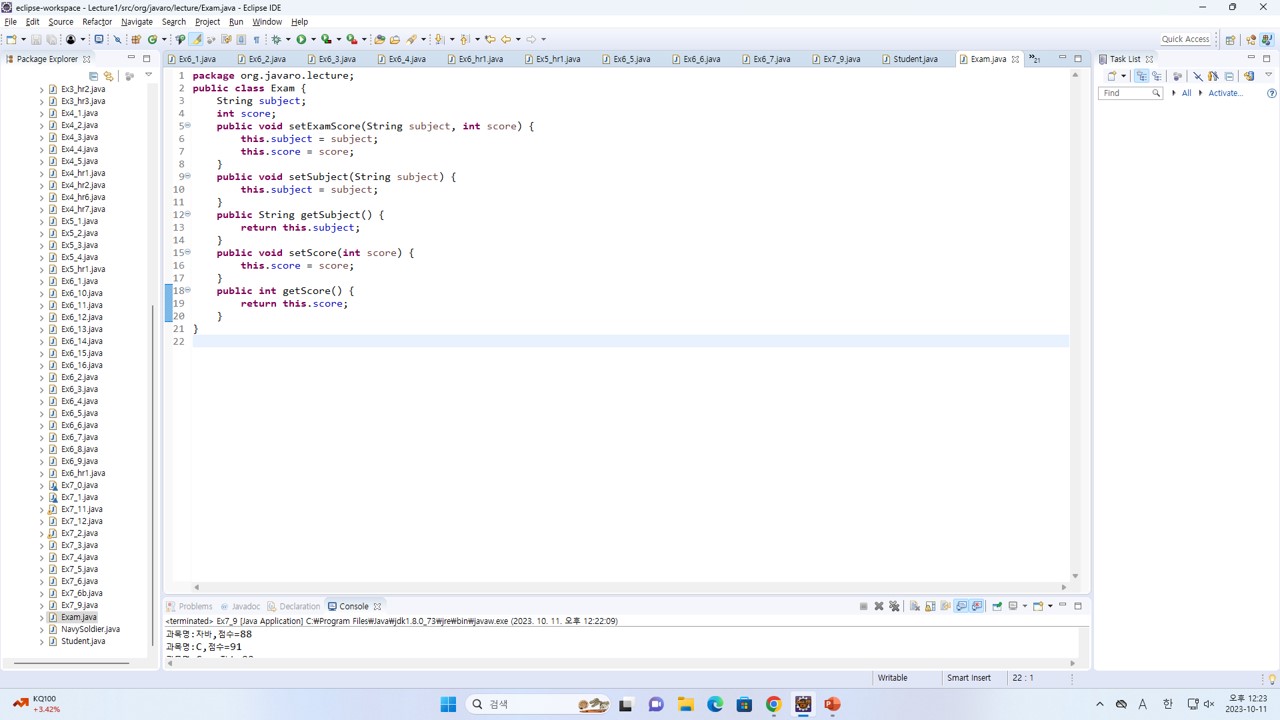 eclipse-workspace - Lecture1/src/org/javaro/lecture/Exam.java - Eclipse IDE
File Edit Source Refactor Navigate Search Project Run Window Help
Quick Access
Package Explorer
Ex6_1.java Ex6_2.java Ex6_3.java Ex6_4.java Ex6_hr1.java Ex5_hr1.java Ex6_5.java Ex6_6.java Ex6_7.java Ex7_9.java Student.java Exam.java »21
Task List
Find All Activate...
Ex3_hr2.java
Ex3_hr3.java
Ex4_1.java
Ex4_2.java
Ex4_3.java
Ex4_4.java
Ex4_5.java
Ex4_hr1.java
Ex4_hr2.java
Ex4_hr6.java
Ex4_hr7.java
Ex5_1.java
Ex5_2.java
Ex5_3.java
Ex5_4.java
Ex5_hr1.java
Ex6_1.java
Ex6_10.java
Ex6_11.java
Ex6_12.java
Ex6_13.java
Ex6_14.java
Ex6_15.java
Ex6_16.java
Ex6_2.java
Ex6_3.java
Ex6_4.java
Ex6_5.java
Ex6_6.java
Ex6_7.java
Ex6_8.java
Ex6_9.java
Ex6_hr1.java
Ex7_0.java
Ex7_1.java
Ex7_11.java
Ex7_12.java
Ex7_2.java
Ex7_3.java
Ex7_4.java
Ex7_5.java
Ex7_6.java
Ex7_6b.java
Ex7_9.java
Exam.java
NavySoldier.java
Student.java
1 package org.javaro.lecture;
2 public class Exam {
3 String subject;
4 int score;
5 public void setExamScore(String subject, int score) {
6 this.subject = subject;
7 this.score = score;
8 }
9 public void setSubject(String subject) {
10 this.subject = subject;
11 }
12 public String getSubject() {
13 return this.subject;
14 }
15 public void setScore(int score) {
16 this.score = score;
17 }
18 public int getScore() {
19 return this.score;
20 }
21 }
22
Problems Javadoc Declaration Console
<terminated> Ex7_9 [Java Application] C:₩Program Files₩Java₩jdk1.8.0_73₩jre₩bin₩javaw.exe (2023. 10. 11. 오후 12:22:09)
과목명:자바,점수=88
과목명:C,점수=91
Writable Smart Insert 22 : 1
KQ100
+3.42%
검색
A 한
오후 12:23
2023-10-11